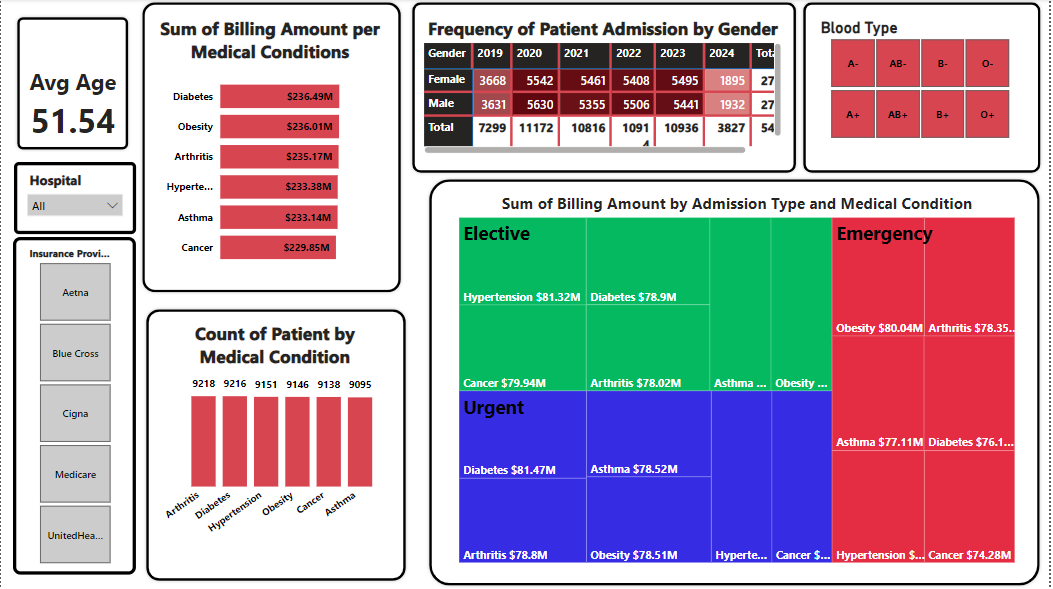 Avg Age
51.54
Hospital
All
Insurance Provi...
Aetna
Blue Cross
Cigna
Medicare
UnitedHea...
Sum of Billing Amount per
Medical Conditions
Diabetes $236.49M
Obesity $236.01M
Arthritis $235.17M
Hyperte... $233.38M
Asthma $233.14M
Cancer $229.85M
Count of Patient by
Medical Condition
9218 9216 9151 9146 9138 9095
Arthritis Diabetes Hypertension Obesity Cancer Asthma
Frequency of Patient Admission by Gender
Gender 2019 2020 2021 2022 2023 2024 Tota
Female 3668 5542 5461 5408 5495 1895 27
Male 3631 5630 5355 5506 5441 1932 27
Total 7299 11172 10816 1091 10936 3827 54
4
Blood Type
A- AB- B- O-
A+ AB+ B+ O+
Sum of Billing Amount by Admission Type and Medical Condition
Elective
Hypertension $81.32M Diabetes $78.9M
Cancer $79.94M Arthritis $78.02M Asthma ... Obesity ...
Urgent
Diabetes $81.47M Asthma $78.52M
Arthritis $78.8M Obesity $78.51M Hyperte... Cancer $...
Emergency
Obesity $80.04M Arthritis $78.35...
Asthma $77.11M Diabetes $76.1...
Hypertension $... Cancer $74.28M